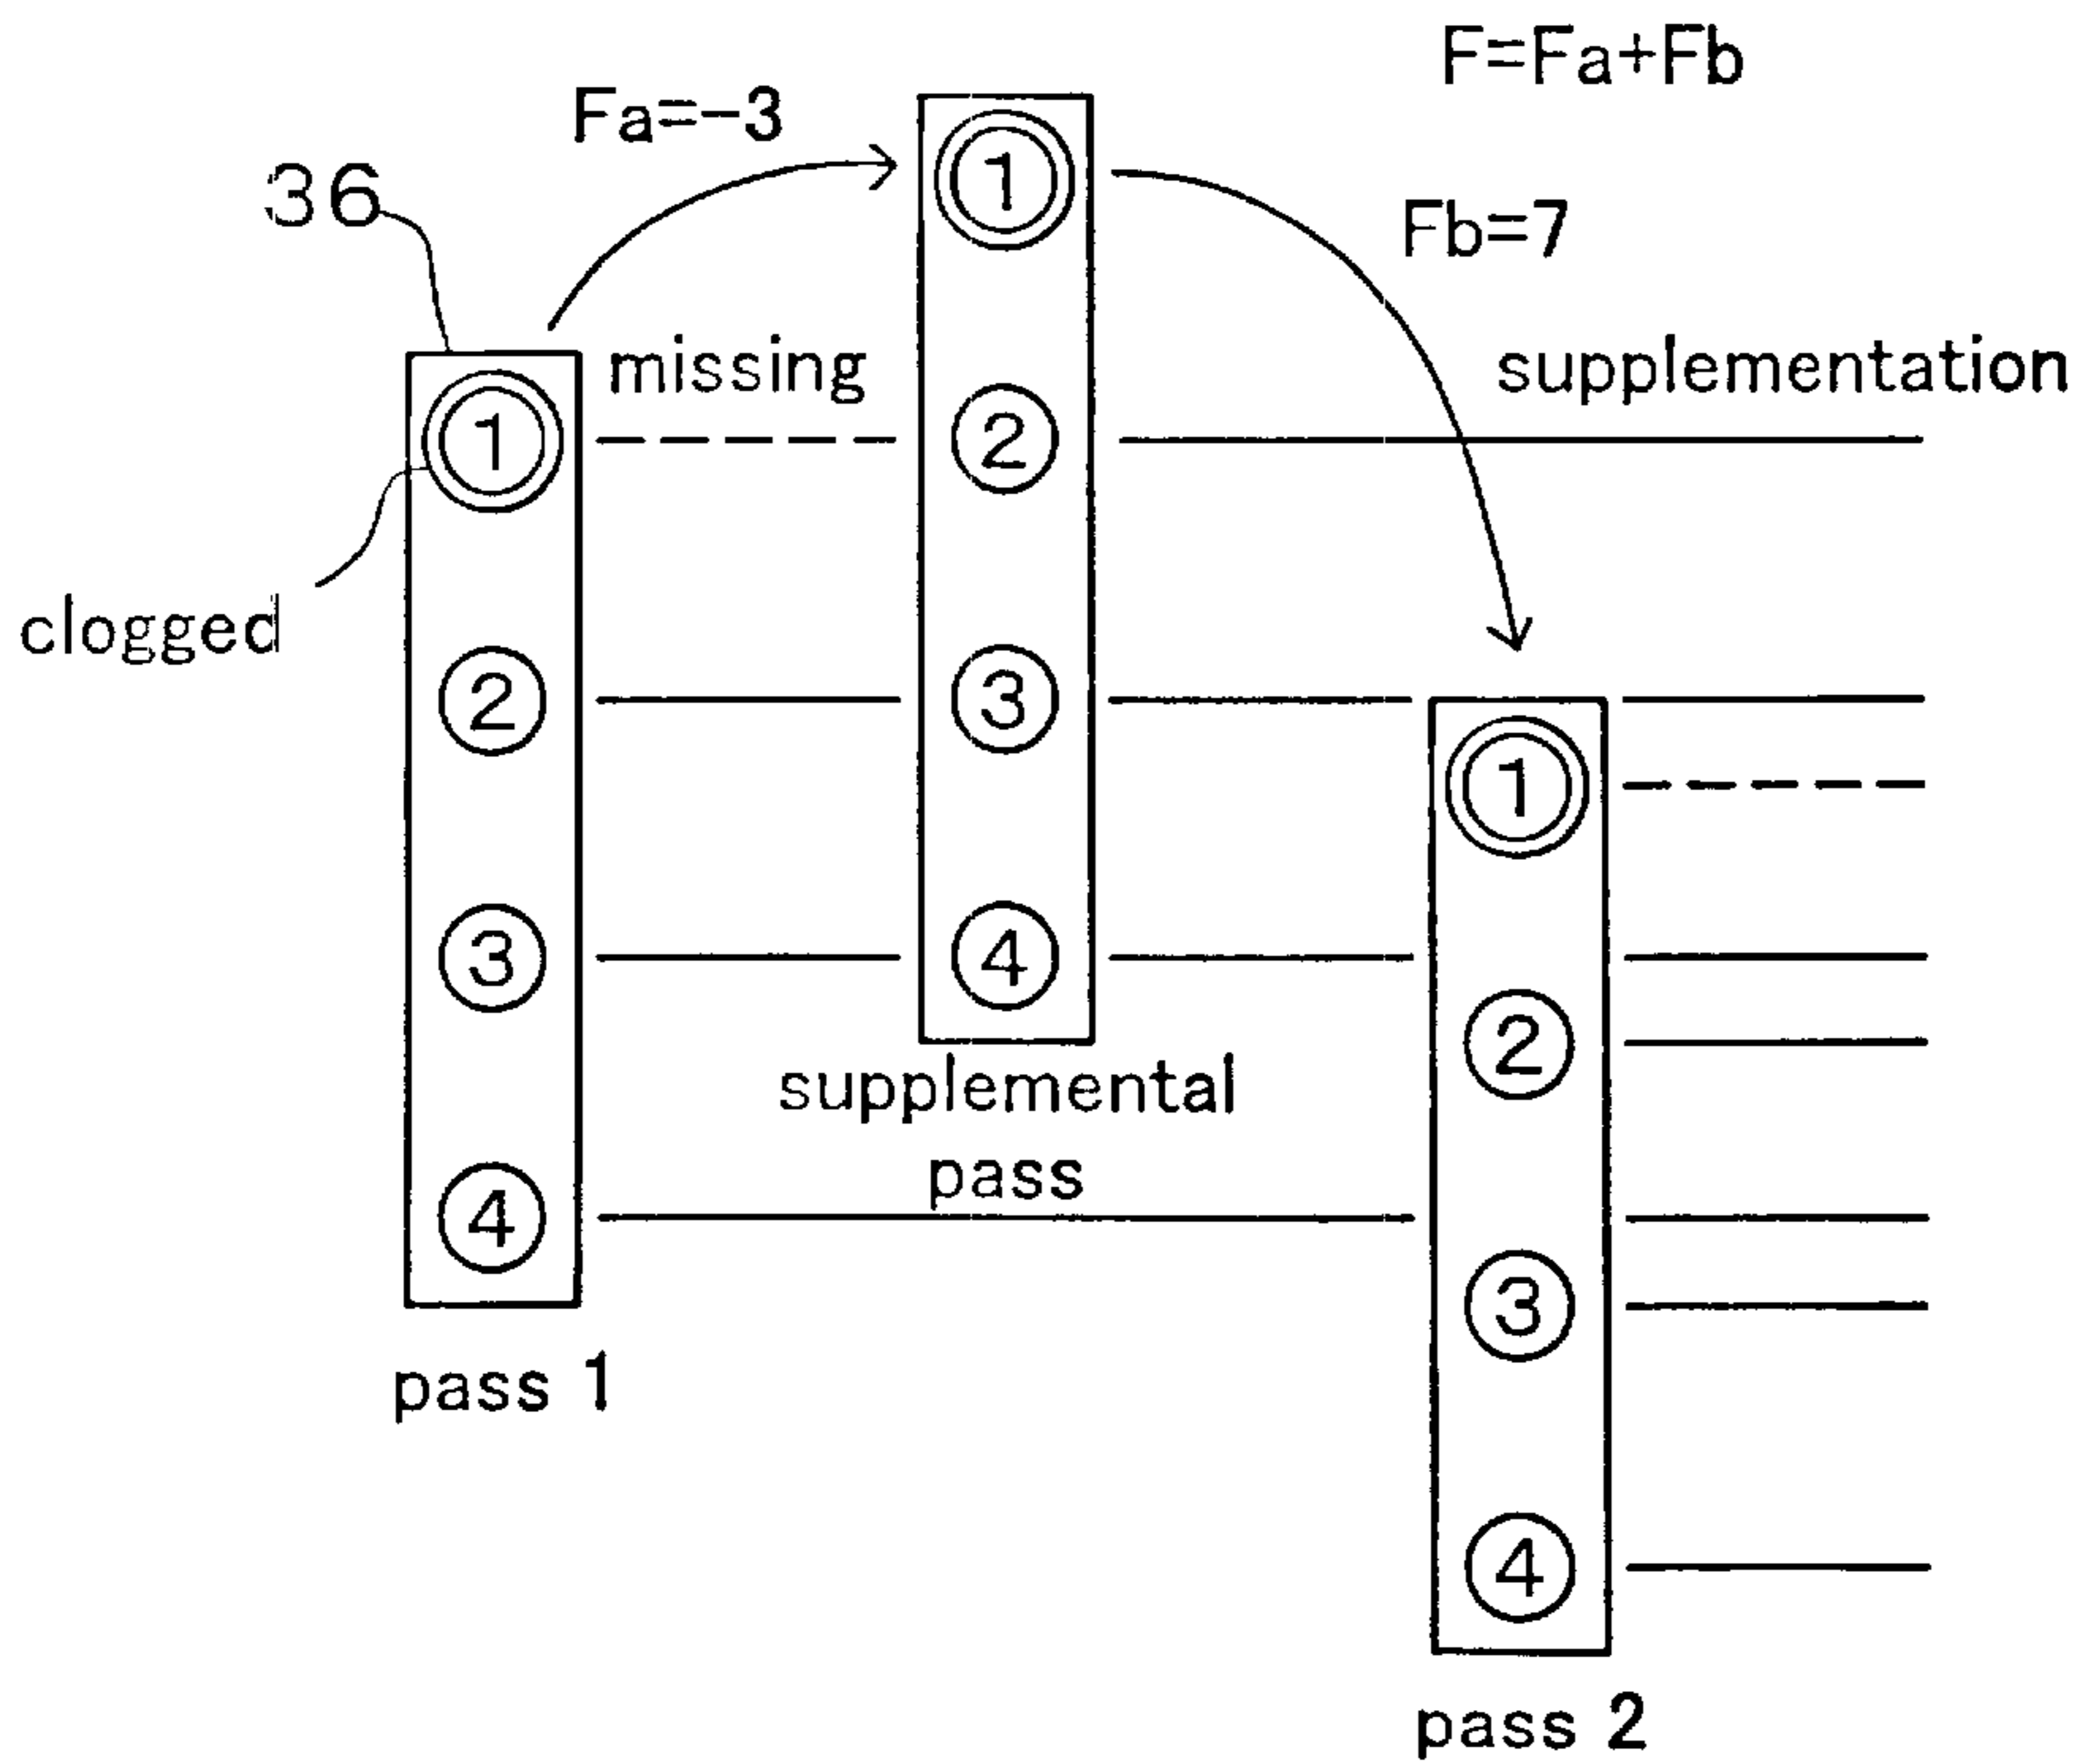 F=Fa+Fb
Fa=-3
36
Fb=7
missing
supplementation
clogged
1
2
3
4
pass 1
1
2
3
4
supplemental
pass
1
2
3
4
pass 2